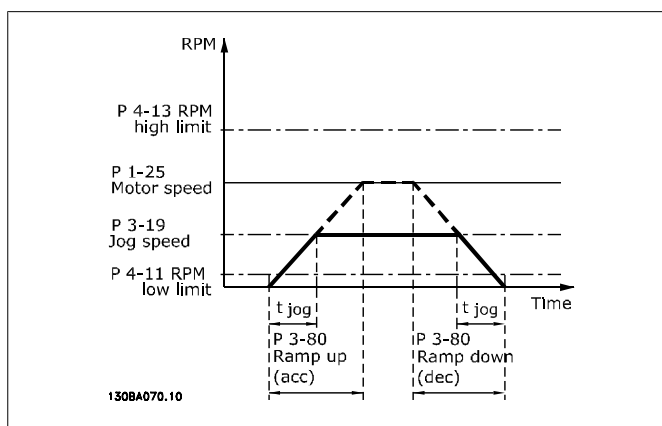 RPM
P 4-13 RPM
high limit
P 1-25
Motor speed
P 3-19
Jog speed
P 4-11 RPM
low limit
Time
t jog
t jog
P 3-80
Ramp up
(acc)
P 3-80
Ramp down
(dec)
130BA070.10